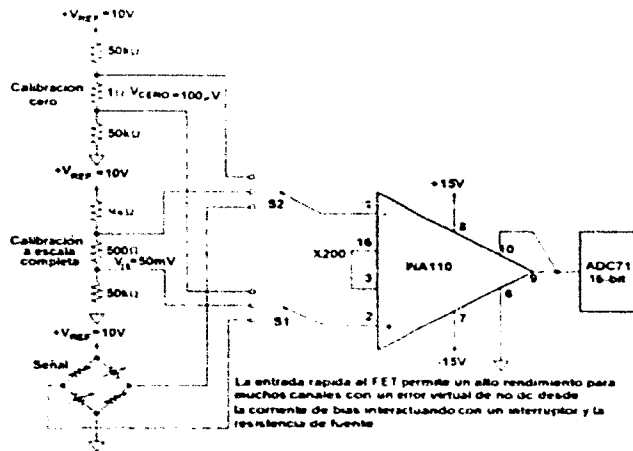 +V_REF = 10V
50kΩ
Calibracion
cero
1Ω
V_CERO = 100µV
50kΩ
+V_REF = 10V
Calibración
a escala
completa
500Ω
= 50mV
50kΩ
+V_REF = 10V
Señal
S2
S1
1
16
X200
3
2
+15V
8
INA110
10
9
6
7
-15V
ADC71
16-bit
La entrada rapida al FET permite un alto rendimiento para
muchos canales con un error virtual de no dc desde
la corriente de bias interactuando con un interruptor y la
resistencia de fuente